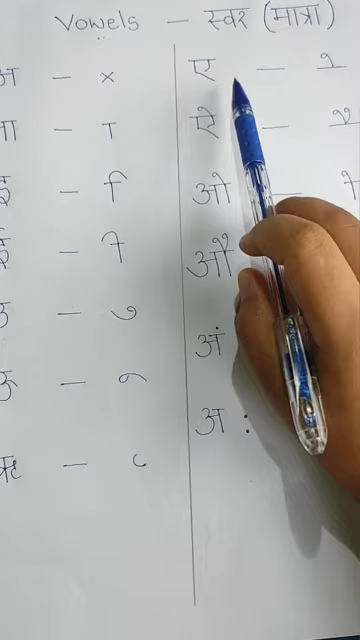 Vowels - स्वर (मात्रा)
अ - ×
आ - ा
इ - ि
ई - ी
उ - ु
ऊ - ू
ऋ - ृ
ए - े
ऐ - ै
ओ - ो
औ
अं
अ: